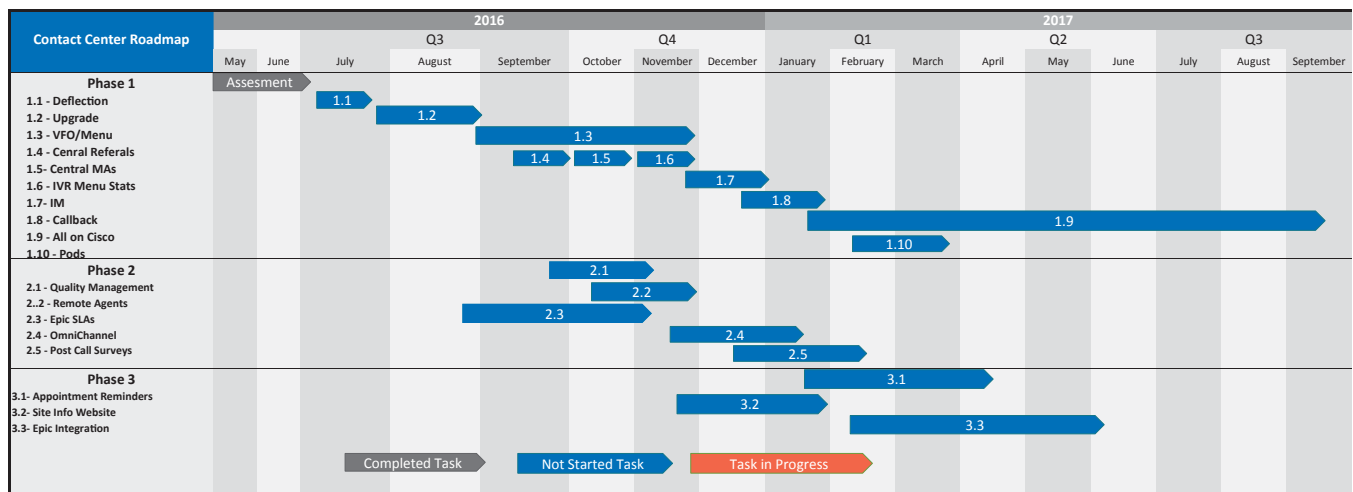 2016 2017
Contact Center Roadmap
Q3 Q4 Q1 Q2 Q3
May June July August September October November December January February March April May June July August September
Phase 1 Assesment
1.1 - Deflection 1.1
1.2 - Upgrade 1.2
1.3 - VFO/Menu 1.3
1.4 - Cenral Referals 1.4 1.5 1.6
1.5- Central MAs
1.6 - IVR Menu Stats 1.7
1.7- IM
1.8 - Callback 1.8
1.9 - All on Cisco 1.9
1.10 - Pods 1.10
Phase 2 2.1
2.1 - Quality Management
2..2 - Remote Agents 2.2
2.3 - Epic SLAs 2.3
2.4 - OmniChannel 2.4
2.5 - Post Call Surveys 2.5
Phase 3 3.1
3.1- Appointment Reminders
3.2- Site Info Website 3.2
3.3- Epic Integration 3.3
Completed Task Not Started Task Task in Progress